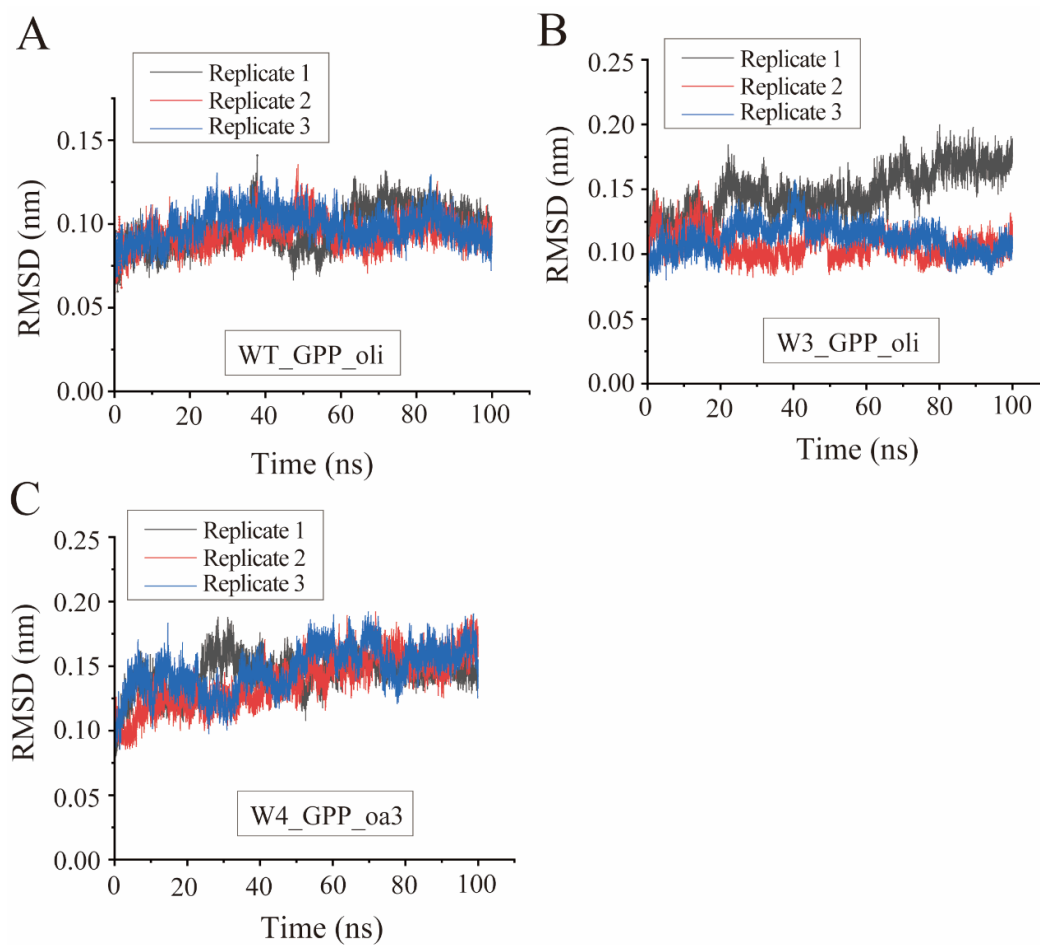 A
Replicate 1
Replicate 2
Replicate 3
RMSD (nm)
0.15
0.10
0.05
0.00
0 20 40 60 80 100
Time (ns)
WT_GPP_oli
B
Replicate 1
Replicate 2
Replicate 3
RMSD (nm)
0.25
0.20
0.15
0.10
0.05
0.00
0 20 40 60 80 100
Time (ns)
W3_GPP_oli
C
Replicate 1
Replicate 2
Replicate 3
RMSD (nm)
0.25
0.20
0.15
0.10
0.05
0.00
0 20 40 60 80 100
Time (ns)
W4_GPP_oa3